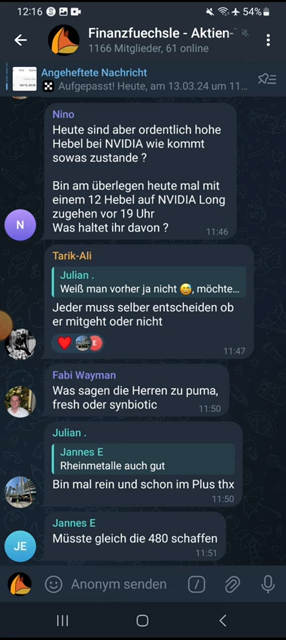 12:16
54%
Finanzfuechsle - Aktien-
1166 Mitglieder, 61 online
Angeheftete Nachricht
Aufgepasst! Heute, am 13.03.24 um 11...
Nino
Heute sind aber ordentlich hohe
Hebel bei NVIDIA wie kommt
sowas zustande ?
Bin am überlegen heute mal mit
einem 12 Hebel auf NVIDIA Long
zugehen vor 19 Uhr
Was haltet ihr davon ?
11:46
N
Tarik-Ali
Julian .
Weiß man vorher ja nicht 😅, möchte...
Jeder muss selber entscheiden ob
er mitgeht oder nicht
❤️ E
11:47
Fabi Wayman
Was sagen die Herren zu puma,
fresh oder synbiotic
11:50
Julian .
Jannes E
Rheinmetalle auch gut
Bin mal rein und schon im Plus thx
11:50
Jannes E
Müsste gleich die 480 schaffen
11:51
JE
Anonym senden